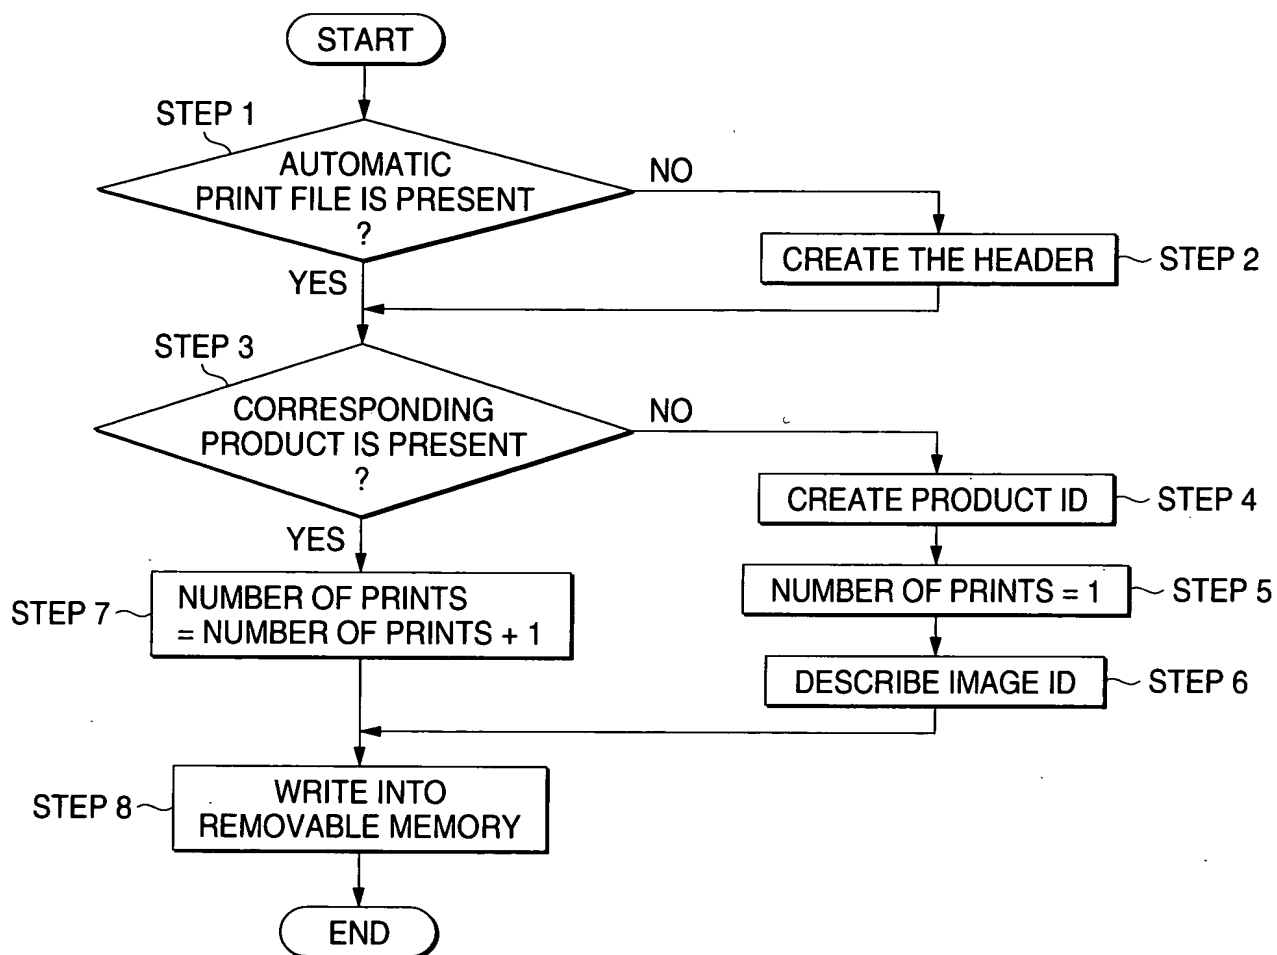 START
STEP 1
AUTOMATIC
PRINT FILE IS PRESENT
?
NO
YES
CREATE THE HEADER
STEP 2
STEP 3
CORRESPONDING
PRODUCT IS PRESENT
?
NO
YES
CREATE PRODUCT ID
STEP 4
NUMBER OF PRINTS = 1
STEP 5
DESCRIBE IMAGE ID
STEP 6
STEP 7
NUMBER OF PRINTS
= NUMBER OF PRINTS + 1
STEP 8
WRITE INTO
REMOVABLE MEMORY
END